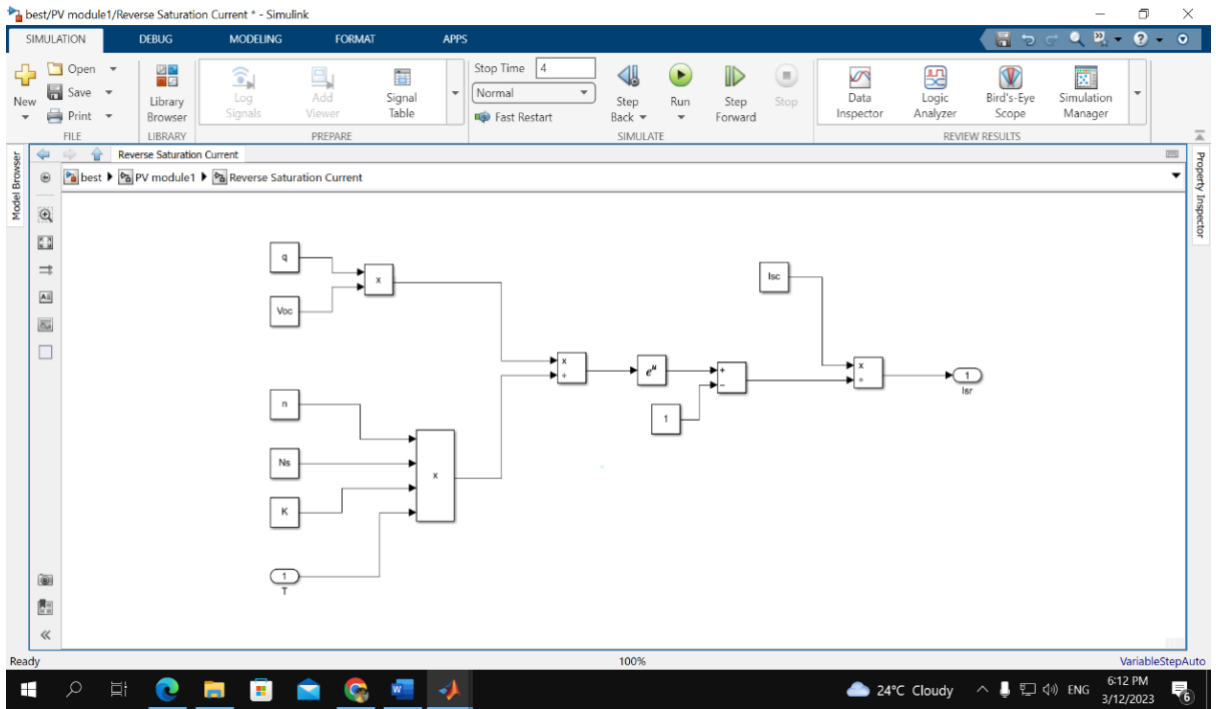 best/PV module1/Reverse Saturation Current * - Simulink
SIMULATION DEBUG MODELING FORMAT APPS
New
Open
Save
Print
FILE
Library Browser
LIBRARY
Log Signals
Add Viewer
Signal Table
PREPARE
Stop Time 4
Normal
Fast Restart
Step Back
Run
Step Forward
Stop
SIMULATE
Data Inspector
Logic Analyzer
Bird's-Eye Scope
Simulation Manager
REVIEW RESULTS
Model Browser
Property Inspector
Reverse Saturation Current
best PV module1 Reverse Saturation Current
q
x
Voc
Isc
x
÷
e^u
+
−
x
÷
1
Isr
1
n
Ns
x
K
1
T
Ready
100%
VariableStepAuto
24°C Cloudy
ENG
6:12 PM
3/12/2023
6